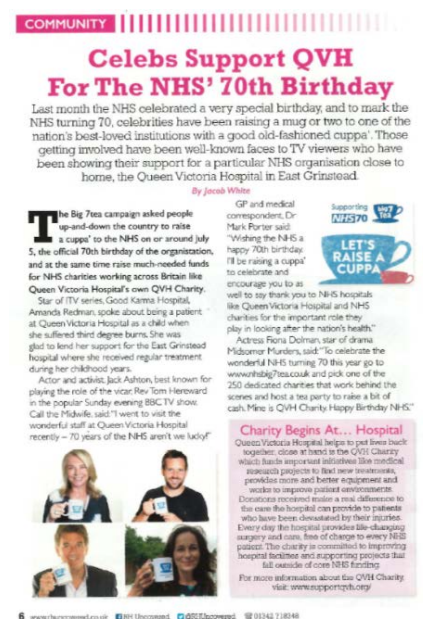 COMMUNITY
Celebs Support QVH
For The NHS' 70th Birthday
Last month the NHS celebrated a very special birthday, and to mark the
NHS turning 70, celebrities have been raising a mug or two to one of the
nation's best-loved institutions with a good old-fashioned cuppa'. Those
getting involved have been well-known faces to TV viewers who have
been showing their support for a particular NHS organisation close to
home, the Queen Victoria Hospital in East Grinstead.
By Jacob White
The Big 7tea campaign asked people
up-and-down the country to raise
a cuppa' to the NHS on or around July
5, the official 70th birthday of the organistation,
and at the same time raise much-needed funds
for NHS charities working across Britain like
Queen Victoria Hospital's own QVH Charity.
Star of ITV series, Good Karma Hospital,
Amanda Redman, spoke about being a patient
at Queen Victoria Hospital as a child when
she suffered third degree burns. She was
glad to lend her support for the East Grinstead
hospital where she received regular treatment
during her childhood years.
Actor and activist, Jack Ashton, best known for
playing the role of the vicar, Rev Tom Hereward
in the popular Sunday evening BBC TV show,
Call the Midwife, said: "I went to visit the
wonderful staff at Queen Victoria Hospital
recently – 70 years of the NHS aren't we lucky!"
GP and medical
correspondent, Dr
Mark Porter said:
"Wishing the NHS a
happy 70th birthday.
I'll be raising a cuppa'
to celebrate and
encourage you to as
well to say thank you to NHS hospitals
like Queen Victoria Hospital and NHS
charities for the important role they
play in looking after the nation's health."
Actress Fiona Dolman, star of drama
Midsomer Murders, said: "To celebrate the
wonderful NHS turning 70 this year go to
www.nhsbig7tea.co.uk and pick one of the
250 dedicated charities that work behind the
scenes and host a tea party to raise a bit of
cash. Mine is QVH Charity. Happy Birthday NHS."
Supporting
NHS70
LET'S
RAISE A
CUPPA
Charity Begins At... Hospital
Queen Victoria Hospital helps to put lives back
together, close at hand is the QVH Charity
which funds important initiatives like medical
research projects to find new treatments,
provides more and better equipment and
works to improve patient environments.
Donations received make a real difference to
the care the hospital can provide to patients
who have been devastated by their injuries.
Every day the hospital provides life-changing
surgery and care, free of charge to every NHS
patient. The charity is committed to improving
hospital facilities and supporting projects that
fall outside of core NHS funding.
For more information about the QVH Charity,
visit: www.supportqvh.org/
6
RH Uncovered
@RHUncovered
01342 718348